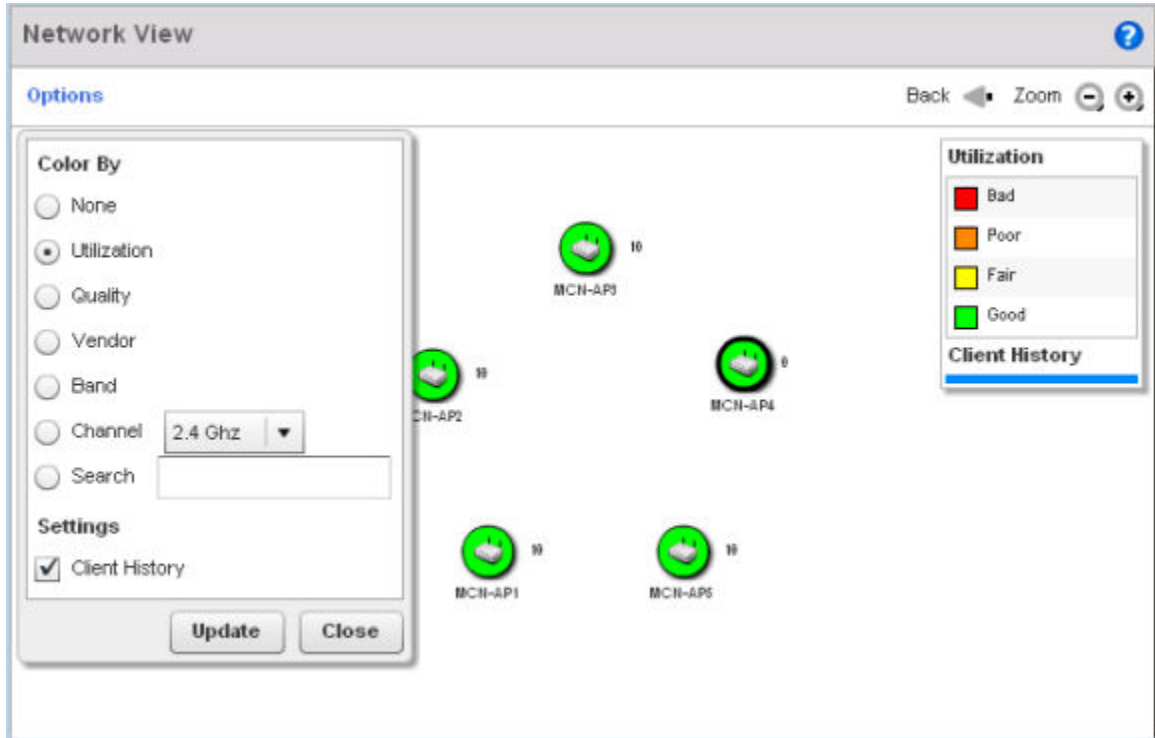 Network View
?
Options
Back
Zoom
Color By
None
Utilization
Quality
Vendor
Band
Channel 2.4 Ghz
Search
Settings
Client History
Update
Close
10
MCN-AP3
10
CN-AP2
0
MCN-AP4
10
MCN-AP1
10
MCN-AP5
Utilization
Bad
Poor
Fair
Good
Client History